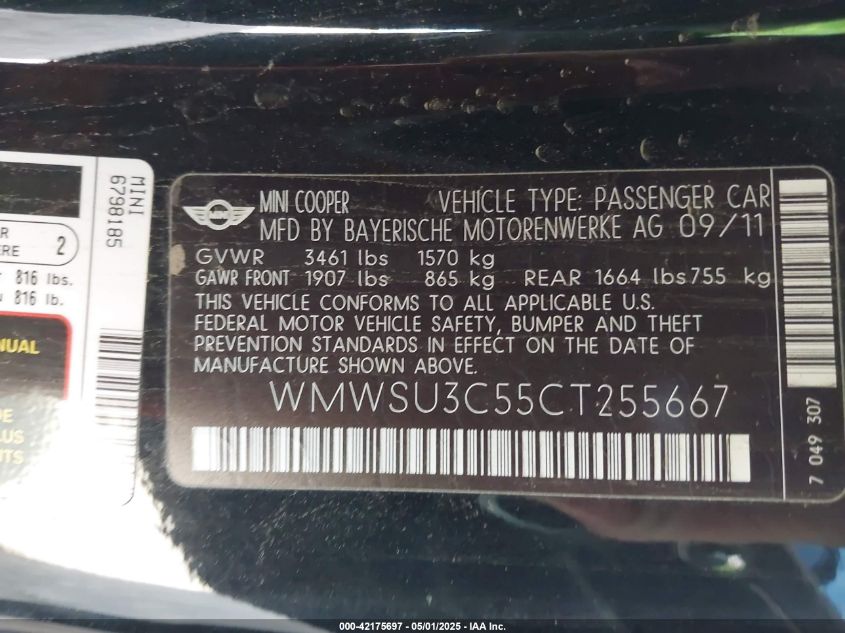 MINI COOPER VEHICLE TYPE: PASSENGER CAR
MFD BY BAYERISCHE MOTORENWERKE AG 09/11
GVWR 3461 lbs 1570 kg
GAWR FRONT 1907 lbs 865 kg REAR 1664 lbs 755 kg
THIS VEHICLE CONFORMS TO ALL APPLICABLE U.S.
FEDERAL MOTOR VEHICLE SAFETY, BUMPER AND THEFT
PREVENTION STANDARDS IN EFFECT ON THE DATE OF
MANUFACTURE SHOWN ABOVE.
WMWSU3C55CT255667
7 049 307
MINI
6798185
2
816 lbs.
816 lb.
000-42175697 - 05/01/2025 - IAA Inc.